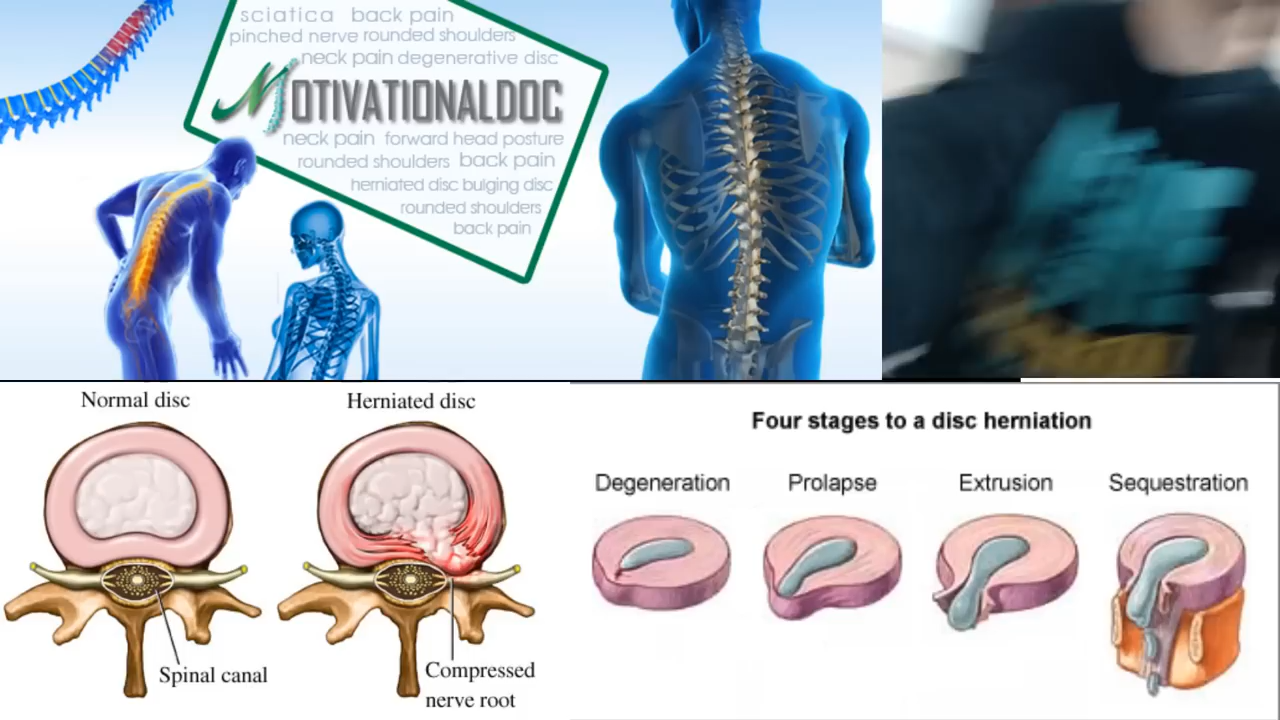 sciatica back pain
pinched nerve rounded shoulders
neck pain degenerative disc
MOTIVATIONALDOC
neck pain forward head posture
rounded shoulders back pain
herniated disc bulging disc
rounded shoulders
back pain
Normal disc
Herniated disc
Spinal canal
Compressed
nerve root
Four stages to a disc herniation
Degeneration
Prolapse
Extrusion
Sequestration